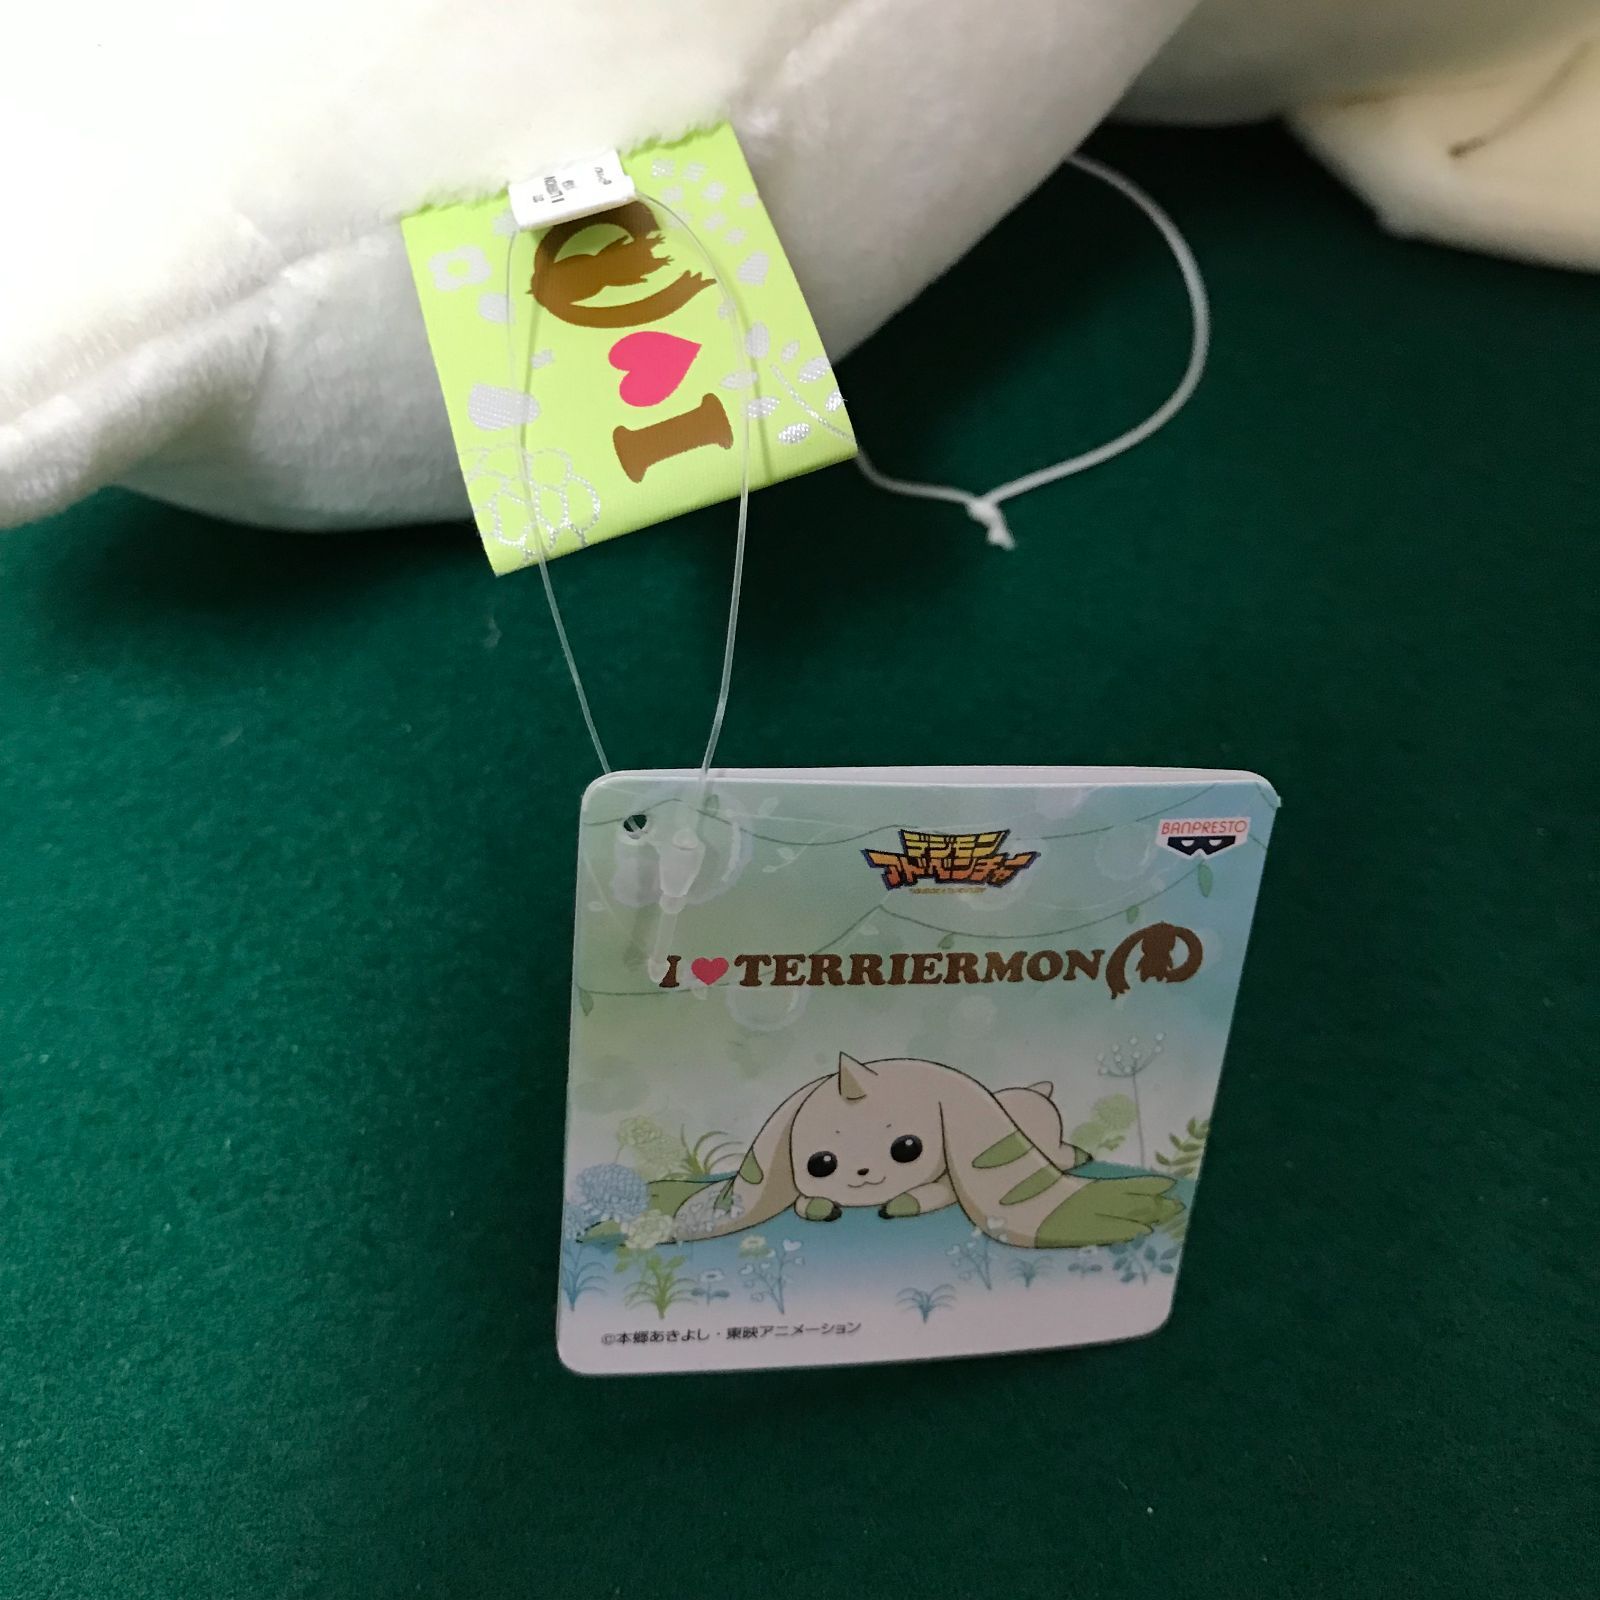 I
デジモン
アドベンチャー
BANPRESTO
I ♥ TERRIERMON
©本郷あきよし・東映アニメーション